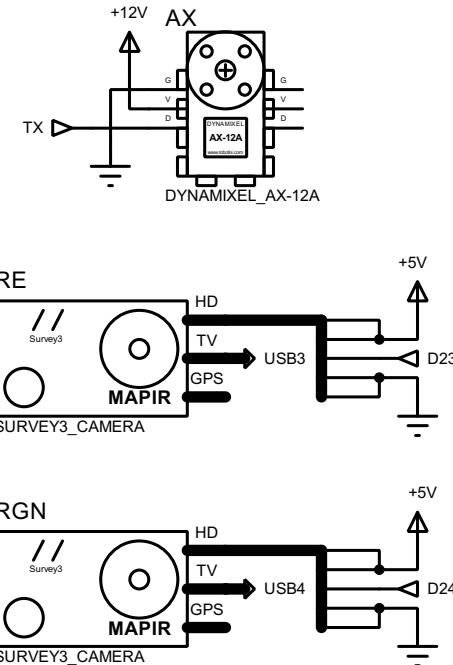 +12V
AX
G
G
V
V
TX
D
D
DYNAMIXEL
AX-12A
www.robotis.com
DYNAMIXEL_AX-12A
+5V
RE
HD
Survey3
TV
USB3
D23
GPS
MAPIR
SURVEY3_CAMERA
+5V
RGN
HD
Survey3
TV
USB4
D24
GPS
MAPIR
SURVEY3_CAMERA